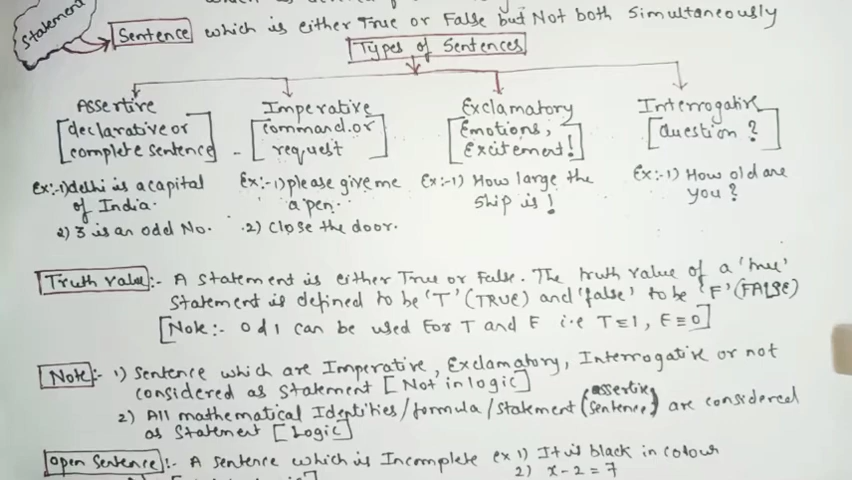 Statement
Sentence which is either True or False but Not both Simultaneously
Types of Sentences
Assertive
[declarative or
complete sentence]
Ex:-1) delhi is a capital
of India.
2) 3 is an odd No.
Imperative
[command.or
request]
Ex:-1) please give me
a pen.
2) Close the door.
Exclamatory
[Emotions,
Excitement!]
Ex:-1) How large the
ship is!
Interrogative
[Question ?]
Ex:-1) How old are
you?
Truth value :- A Statement is either True or False. The truth value of a 'true'
Statement is defined to be 'T' (TRUE) and 'false' to be 'F' (FALSE)
[Note:- 0 d 1 can be used For T and F i.e T≡1, F≡0]
Note :- 1) Sentence which are Imperative, Exclamatory, Interrogative or not
considered as statement [Not in logic]
2) All mathematical Identities/formula/statement (assertive sentence) are considered
as statement [Logic]
Open Sentence :- A sentence which is Incomplete ex 1) It is black in colour
2) x-2=7